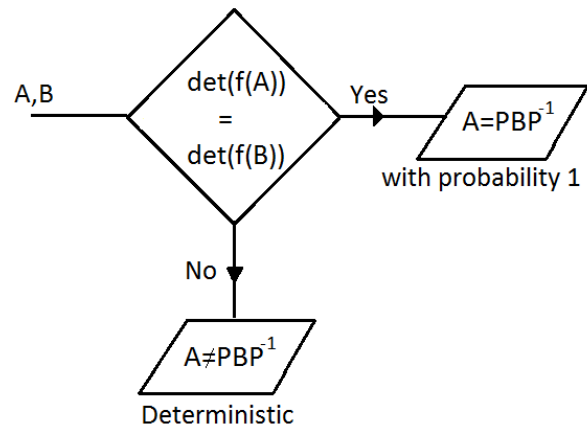 A,B
det(f(A))
=
det(f(B))
Yes
A=PBP⁻¹
with probability 1
No
A≠PBP⁻¹
Deterministic